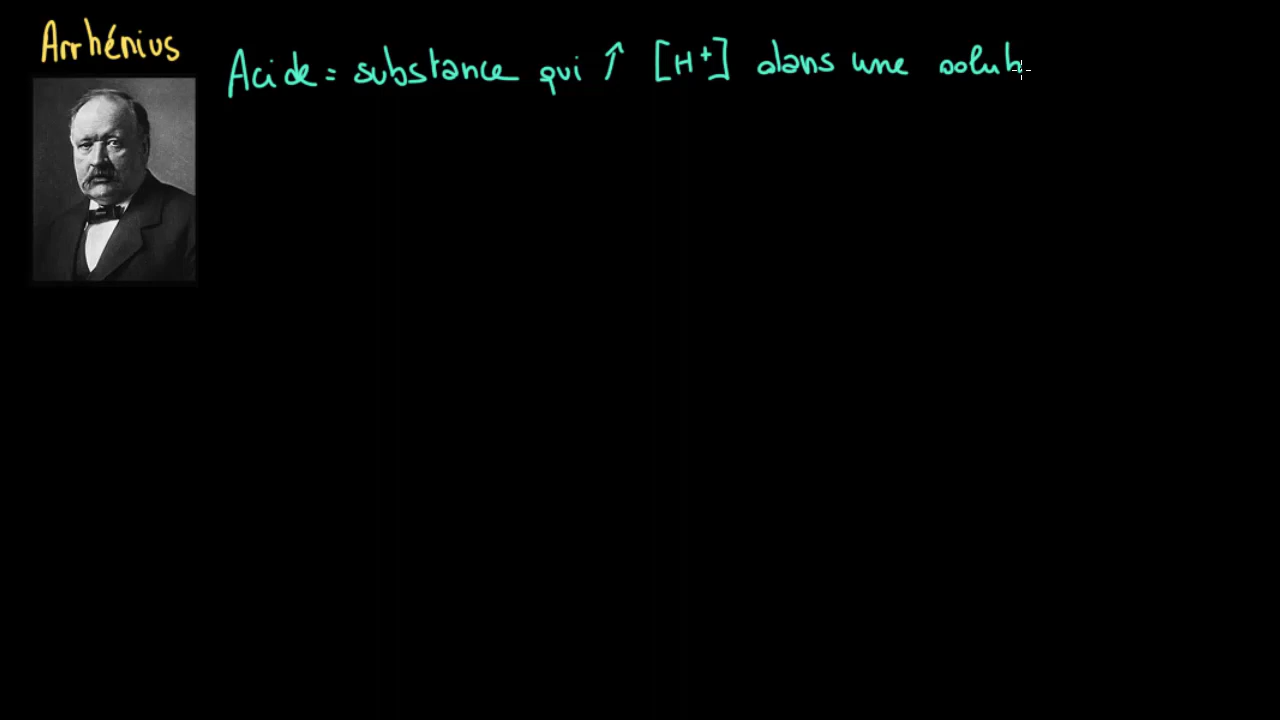 Arrhénius
Acide = substance qui ↑ [H⁺] dans une solut